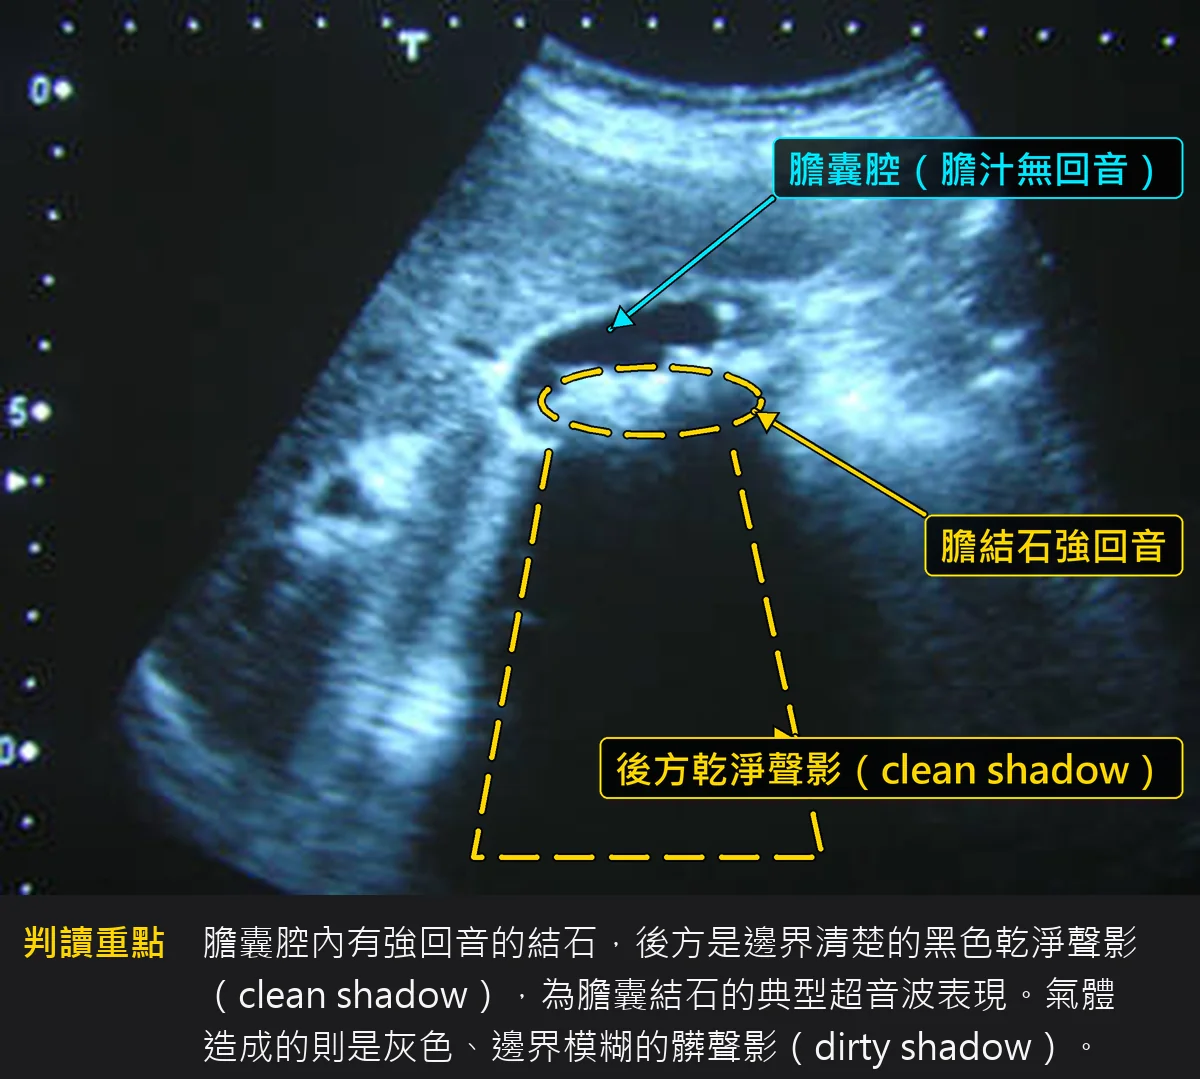 T
0
膽囊腔（膽汁無回音）
5
膽結石強回音
0
後方乾淨聲影（clean shadow）
判讀重點
膽囊腔內有強回音的結石，後方是邊界清楚的黑色乾淨聲影
（clean shadow），為膽囊結石的典型超音波表現。氣體
造成的則是灰色、邊界模糊的髒聲影（dirty shadow）。